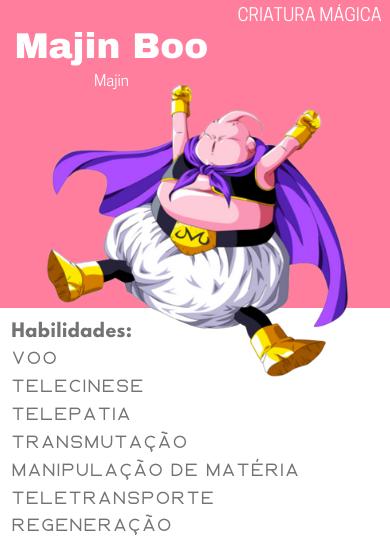 CRIATURA MÁGICA
Majin Boo
Majin
Habilidades:
VOO
TELECINESE
TELEPATIA
TRANSMUTAÇÃO
MANIPULAÇÃO DE MATÉRIA
TELETRANSPORTE
REGENERAÇÃO